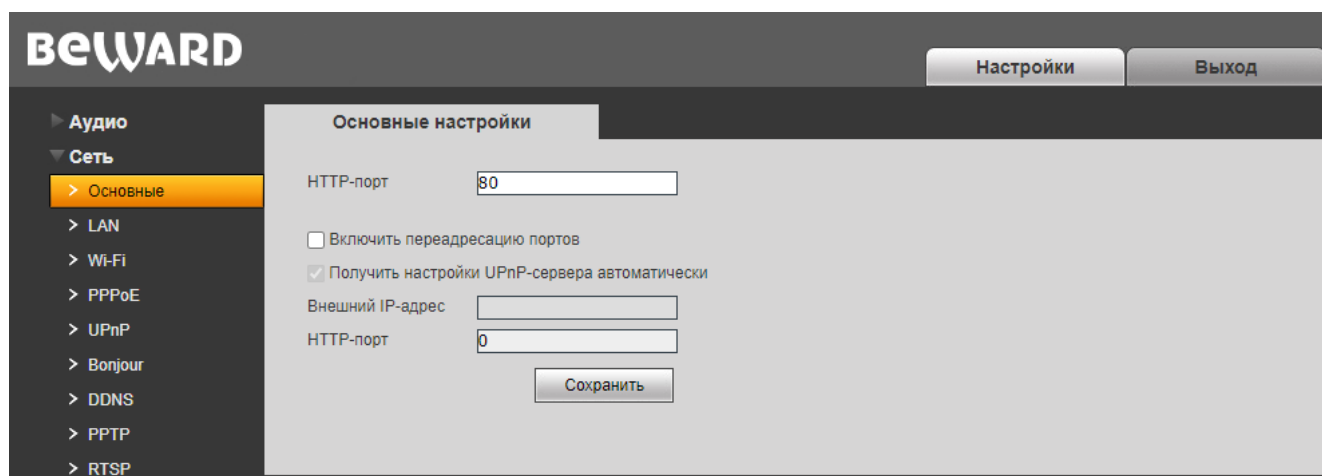 BEWARD
Настройки
Выход
Аудио
Сеть
Основные
LAN
Wi-Fi
PPPoE
UPnP
Bonjour
DDNS
PPTP
RTSP
Основные настройки
HTTP-порт 80
Включить переадресацию портов
Получить настройки UPnP-сервера автоматически
Внешний IP-адрес
HTTP-порт 0
Сохранить